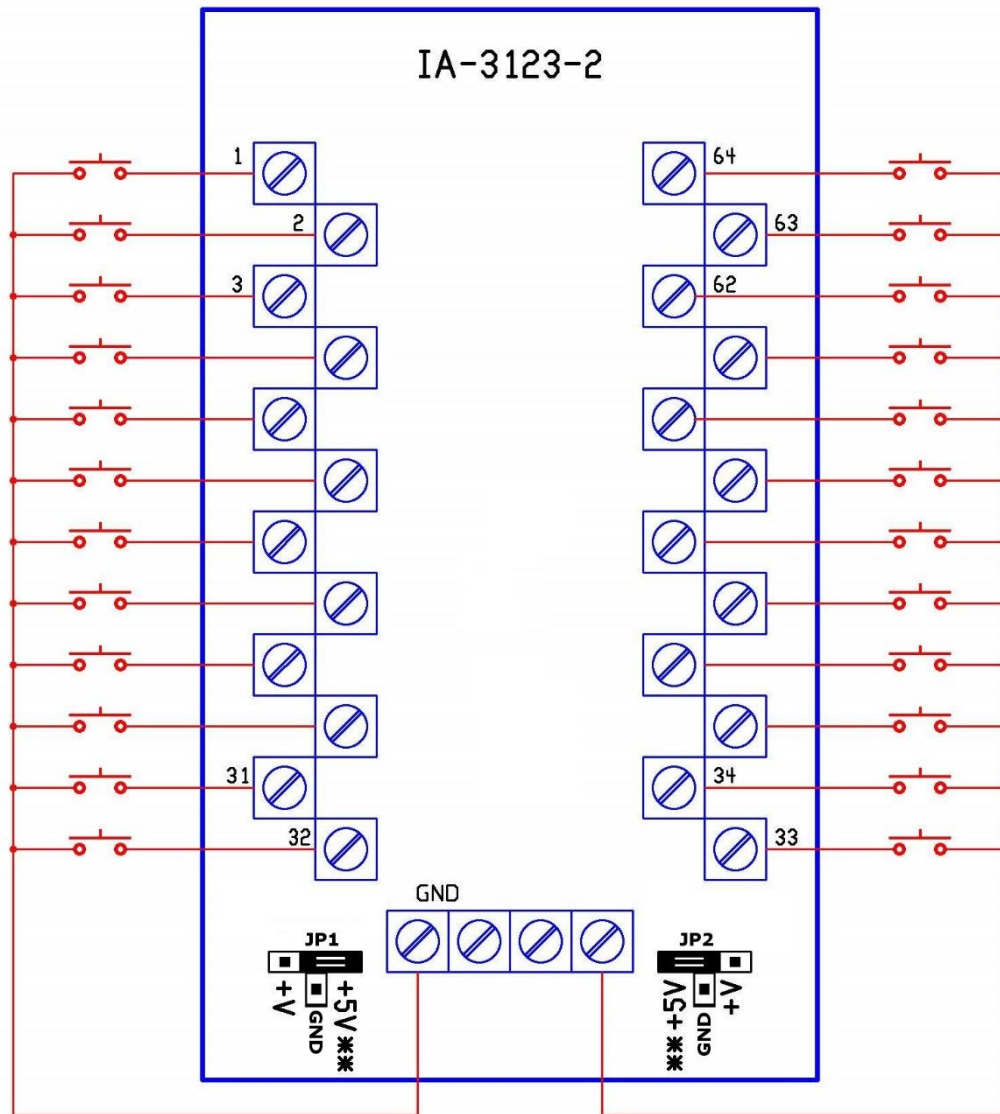 IA-3123-2
1
64
2
63
3
62
31
34
32
33
GND
JP1
JP2
+V
GND
+5V **
** +5V
GND
+V